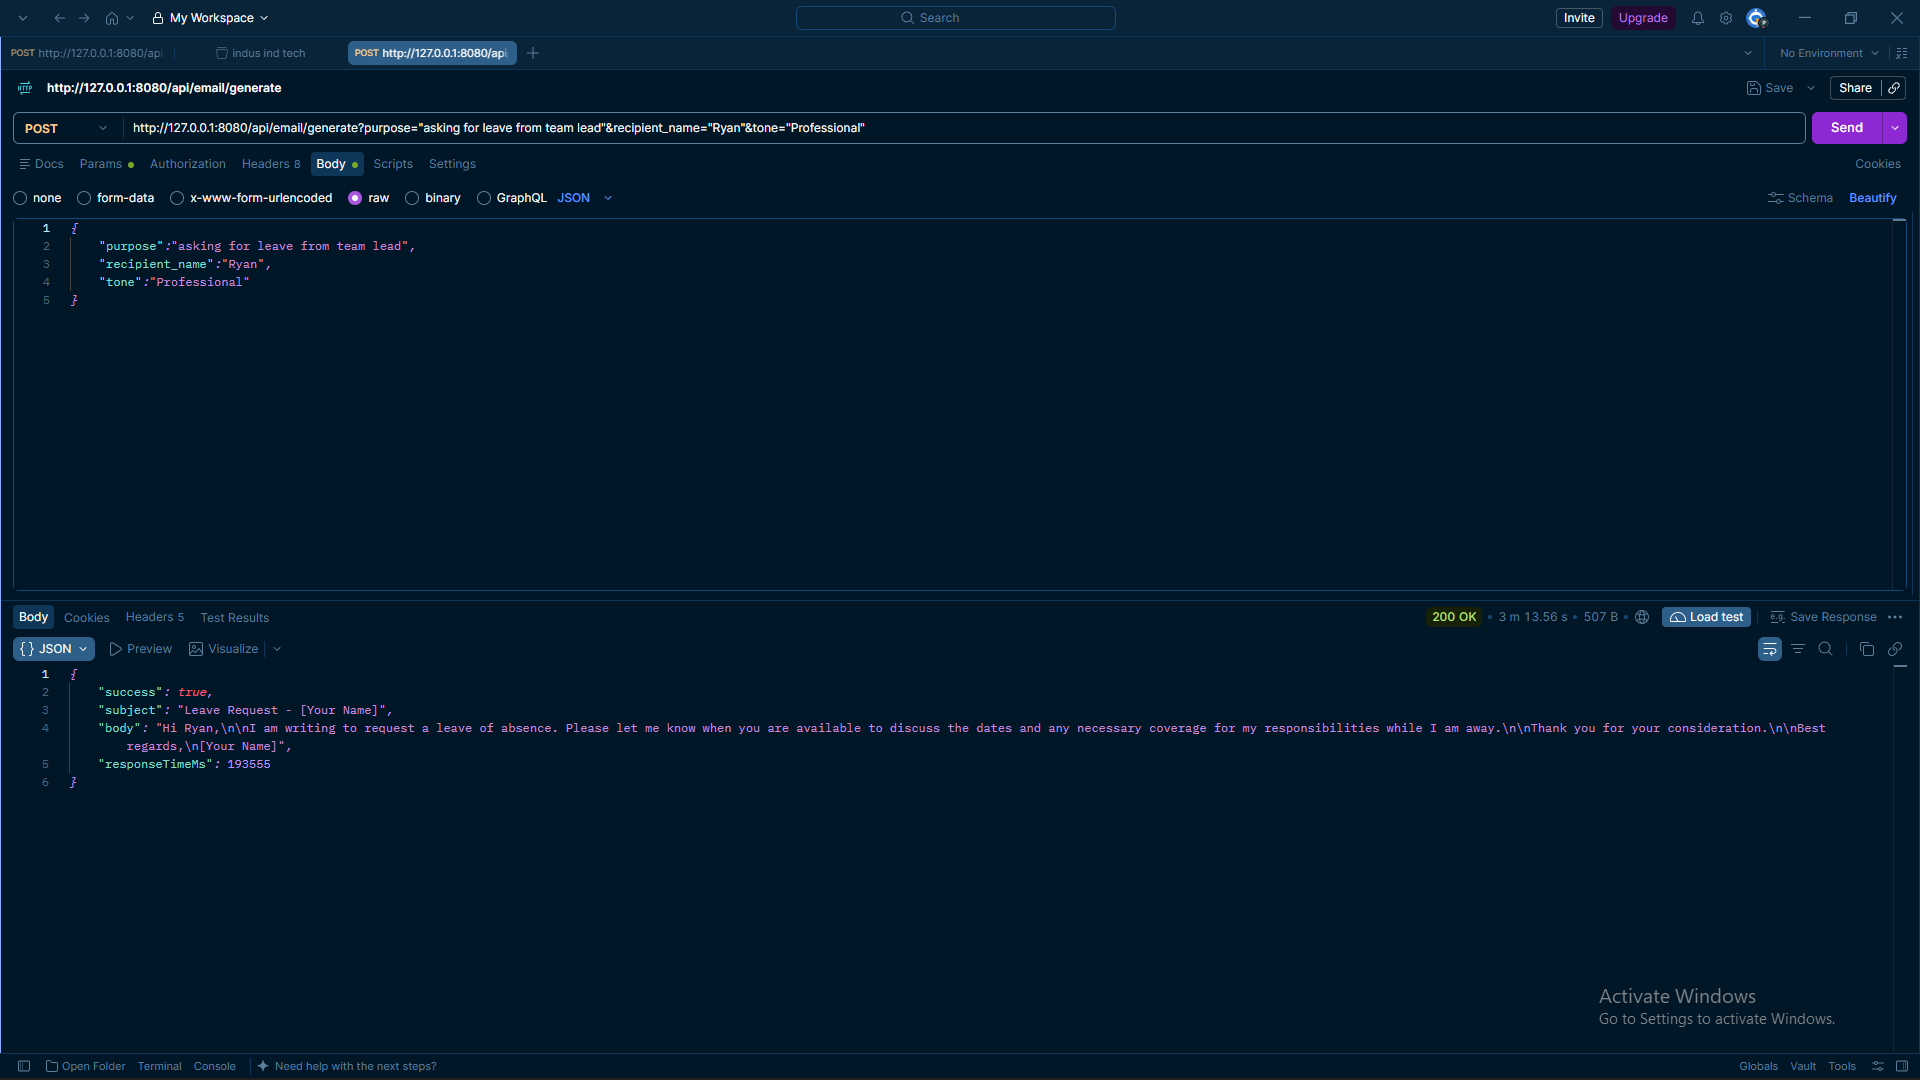 My Workspace
Search
Invite
Upgrade
POST http://127.0.0.1:8080/api
indus ind tech
POST http://127.0.0.1:8080/api
No Environment
HTTP http://127.0.0.1:8080/api/email/generate
Save
Share
POST
http://127.0.0.1:8080/api/email/generate?purpose="asking for leave from team lead"&recipient_name="Ryan"&tone="Professional"
Send
Docs Params Authorization Headers 8 Body Scripts Settings
Cookies
none form-data x-www-form-urlencoded raw binary GraphQL JSON
Schema Beautify
1 {
2 "purpose":"asking for leave from team lead",
3 "recipient_name":"Ryan",
4 "tone":"Professional"
5 }
Body Cookies Headers 5 Test Results
200 OK • 3 m 13.56 s • 507 B •
Load test
e.g. Save Response
{} JSON Preview Visualize
1 {
2 "success": true,
3 "subject": "Leave Request - [Your Name]",
4 "body": "Hi Ryan,\n\nI am writing to request a leave of absence. Please let me know when you are available to discuss the dates and any necessary coverage for my responsibilities while I am away.\n\nThank you for your consideration.\n\nBest
regards,\n[Your Name]",
5 "responseTimeMs": 193555
6 }
Activate Windows
Go to Settings to activate Windows.
Open Folder Terminal Console Need help with the next steps?
Globals Vault Tools